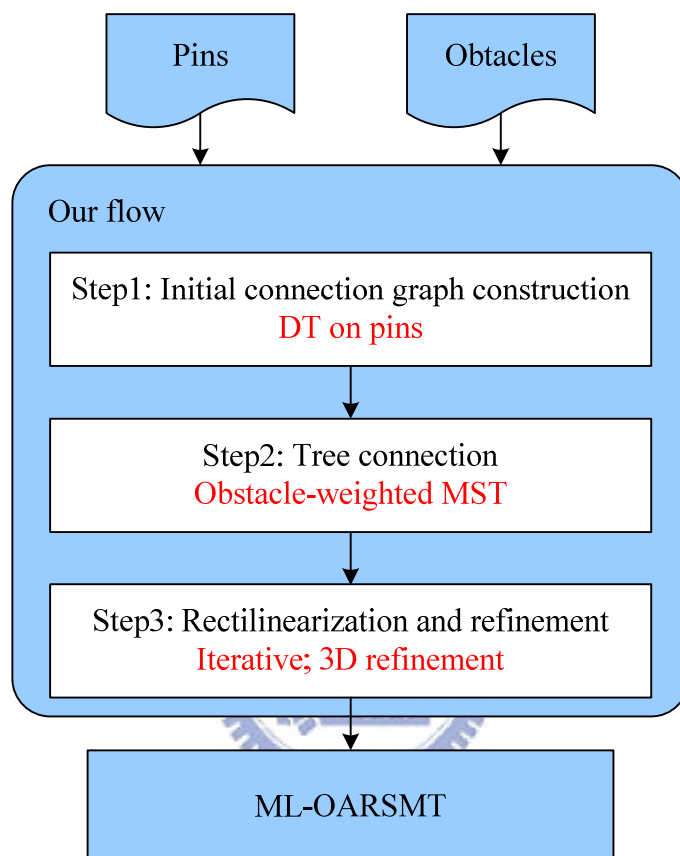 Pins
Obtacles
Our flow
Step1: Initial connection graph construction
DT on pins
Step2: Tree connection
Obstacle-weighted MST
Step3: Rectilinearization and refinement
Iterative; 3D refinement
ML-OARSMT